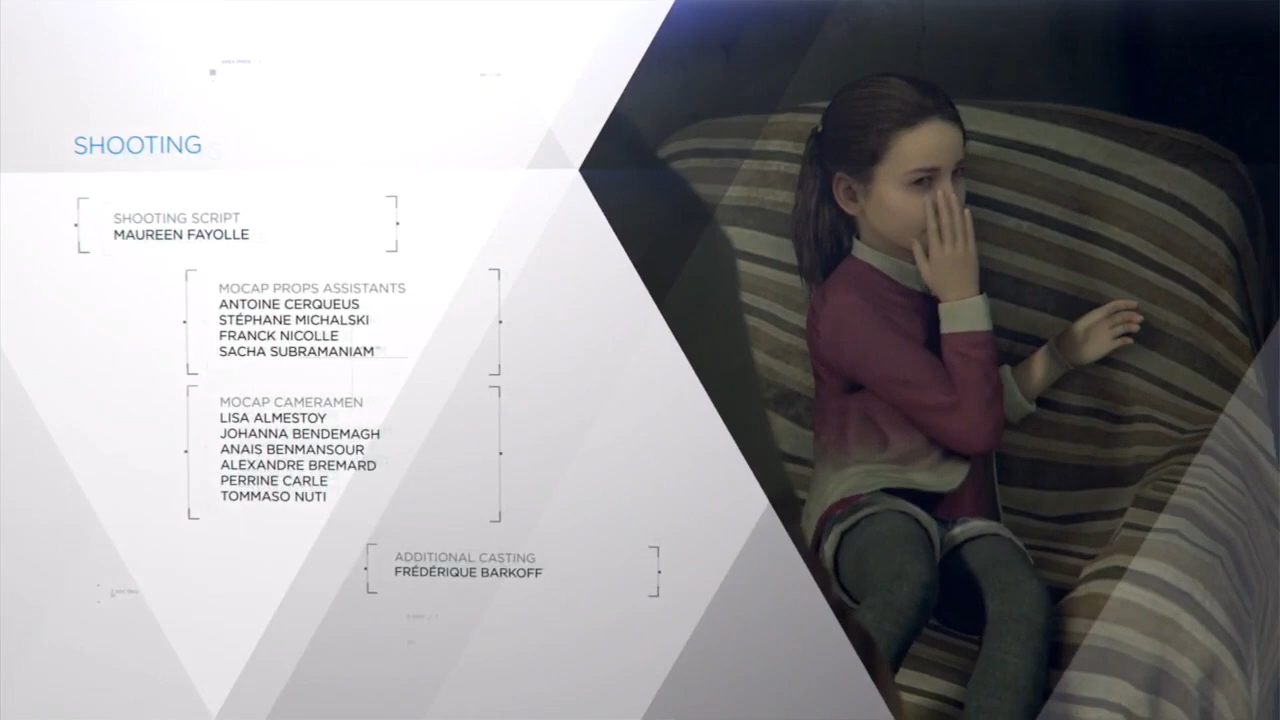 SHOOTING
SHOOTING SCRIPT
MAUREEN FAYOLLE
MOCAP PROPS ASSISTANTS
ANTOINE CERQUEUS
STÉPHANE MICHALSKI
FRANCK NICOLLE
SACHA SUBRAMANIAM
MOCAP CAMERAMEN
LISA ALMESTOY
JOHANNA BENDEMAGH
ANAIS BENMANSOUR
ALEXANDRE BREMARD
PERRINE CARLE
TOMMASO NUTI
ADDITIONAL CASTING
FRÉDÉRIQUE BARKOFF